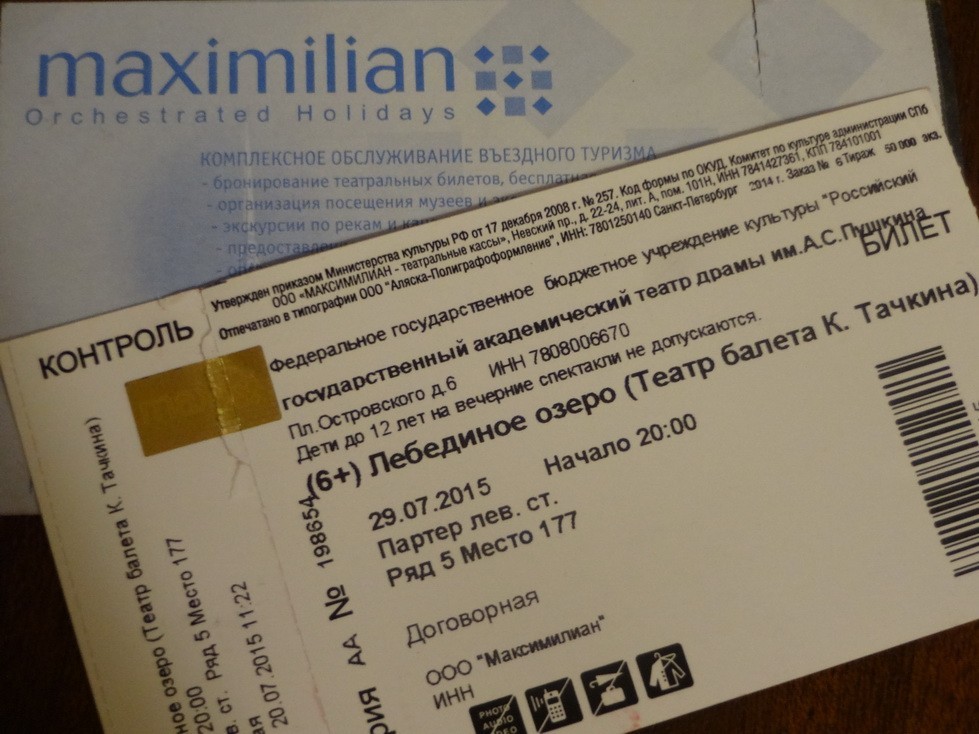 maximilian
Orchestrated Holidays
КОМПЛЕКСНОЕ ОБСЛУЖИВАНИЕ ВЪЕЗДНОГО ТУРИЗМА
- бронирование театральных билетов,
- организация посещения музеев и
- экскурсии по рекам и
Утвержден приказом Министерства культуры РФ от 17 декабря 2008 г. № 257. Код формы по ОКУД. Комитет по культуре администрации СПб
ООО «МАКСИМИЛИАН - театральные кассы», Невский пр., д. 22-24, лит. А, пом. 101Н, ИНН 7841427361, КПП 784101001
Отпечатано в типографии ООО "Аляска-Полиграфоформление", ИНН: 7801250140 Санкт-Петербург 2014 г. Заказ № 6 Тираж 50 000 экз.
КОНТРОЛЬ
БИЛЕТ
Федеральное государственное бюджетное учреждение культуры "Российский
государственный академический театр драмы им.А.С.Пушкина
Пл.Островского д.6 ИНН 7808006670
Дети до 12 лет на вечерние спектакли не допускаются.
(6+) Лебединое озеро (Театр балета К. Тачкина)
29.07.2015 Начало 20:00
Партер лев. ст.
Ряд 5 Место 177
Договорная
ООО "Максимилиан"
ИНН
АА № 198654
ное озеро (Театр балета К. Тачкина)
20:00
в. ст. Ряд 5 Место 177
ая
20.07.2015 11:22
PHOTO
AUDIO